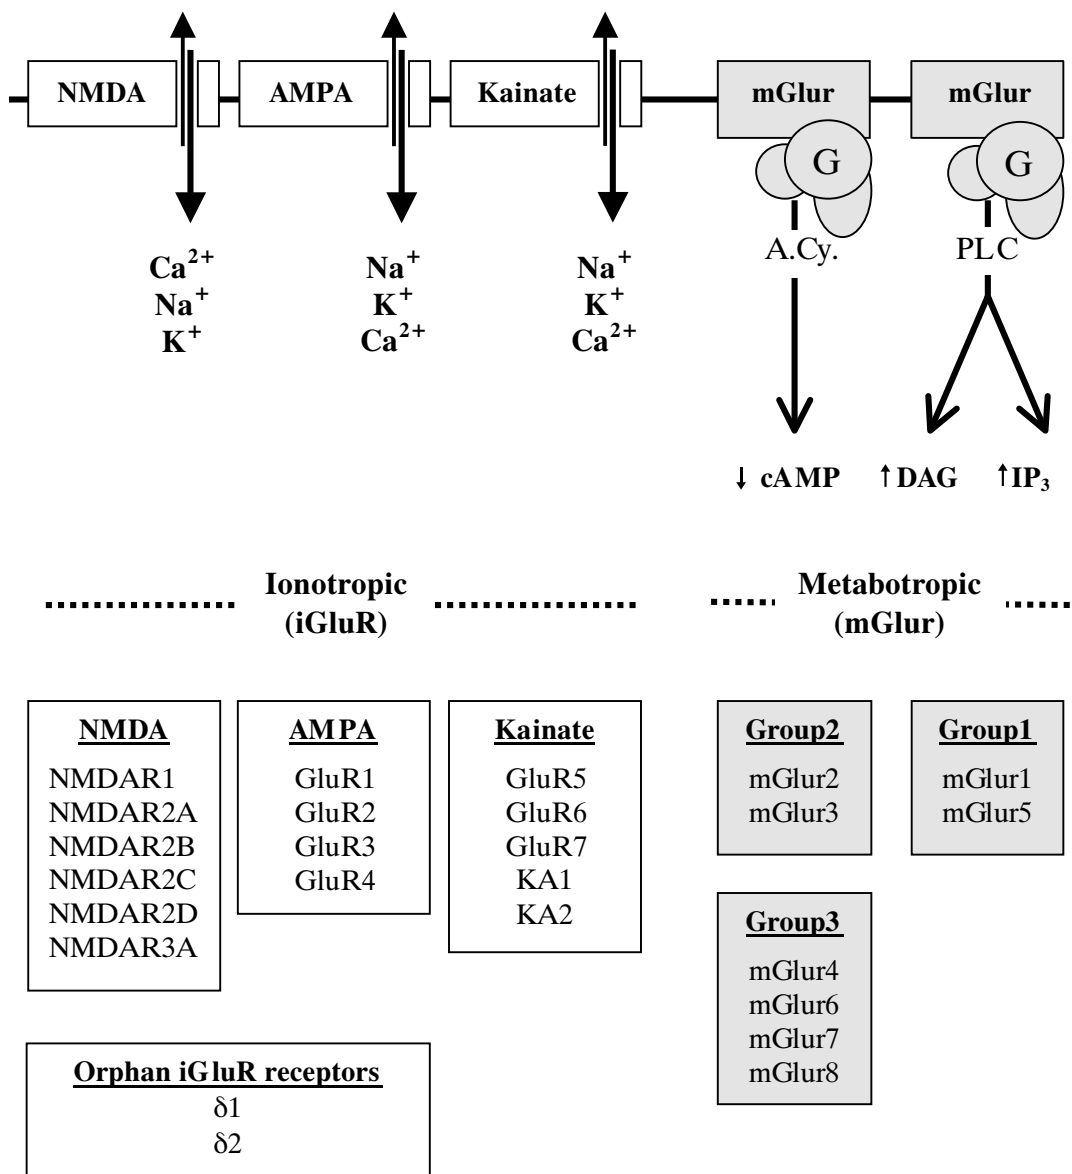 NMDA
AMPA
Kainate
mGlur
mGlur
G
G
A.Cy.
PLC
Ca²⁺
Na⁺
K⁺
Na⁺
K⁺
Ca²⁺
Na⁺
K⁺
Ca²⁺
↓ cAMP
↑DAG
↑IP₃
Ionotropic
(iGluR)
Metabotropic
(mGlur)
NMDA
NMDAR1
NMDAR2A
NMDAR2B
NMDAR2C
NMDAR2D
NMDAR3A
AMPA
GluR1
GluR2
GluR3
GluR4
Kainate
GluR5
GluR6
GluR7
KA1
KA2
Group2
mGlur2
mGlur3
Group1
mGlur1
mGlur5
Group3
mGlur4
mGlur6
mGlur7
mGlur8
Orphan iGluR receptors
δ1
δ2